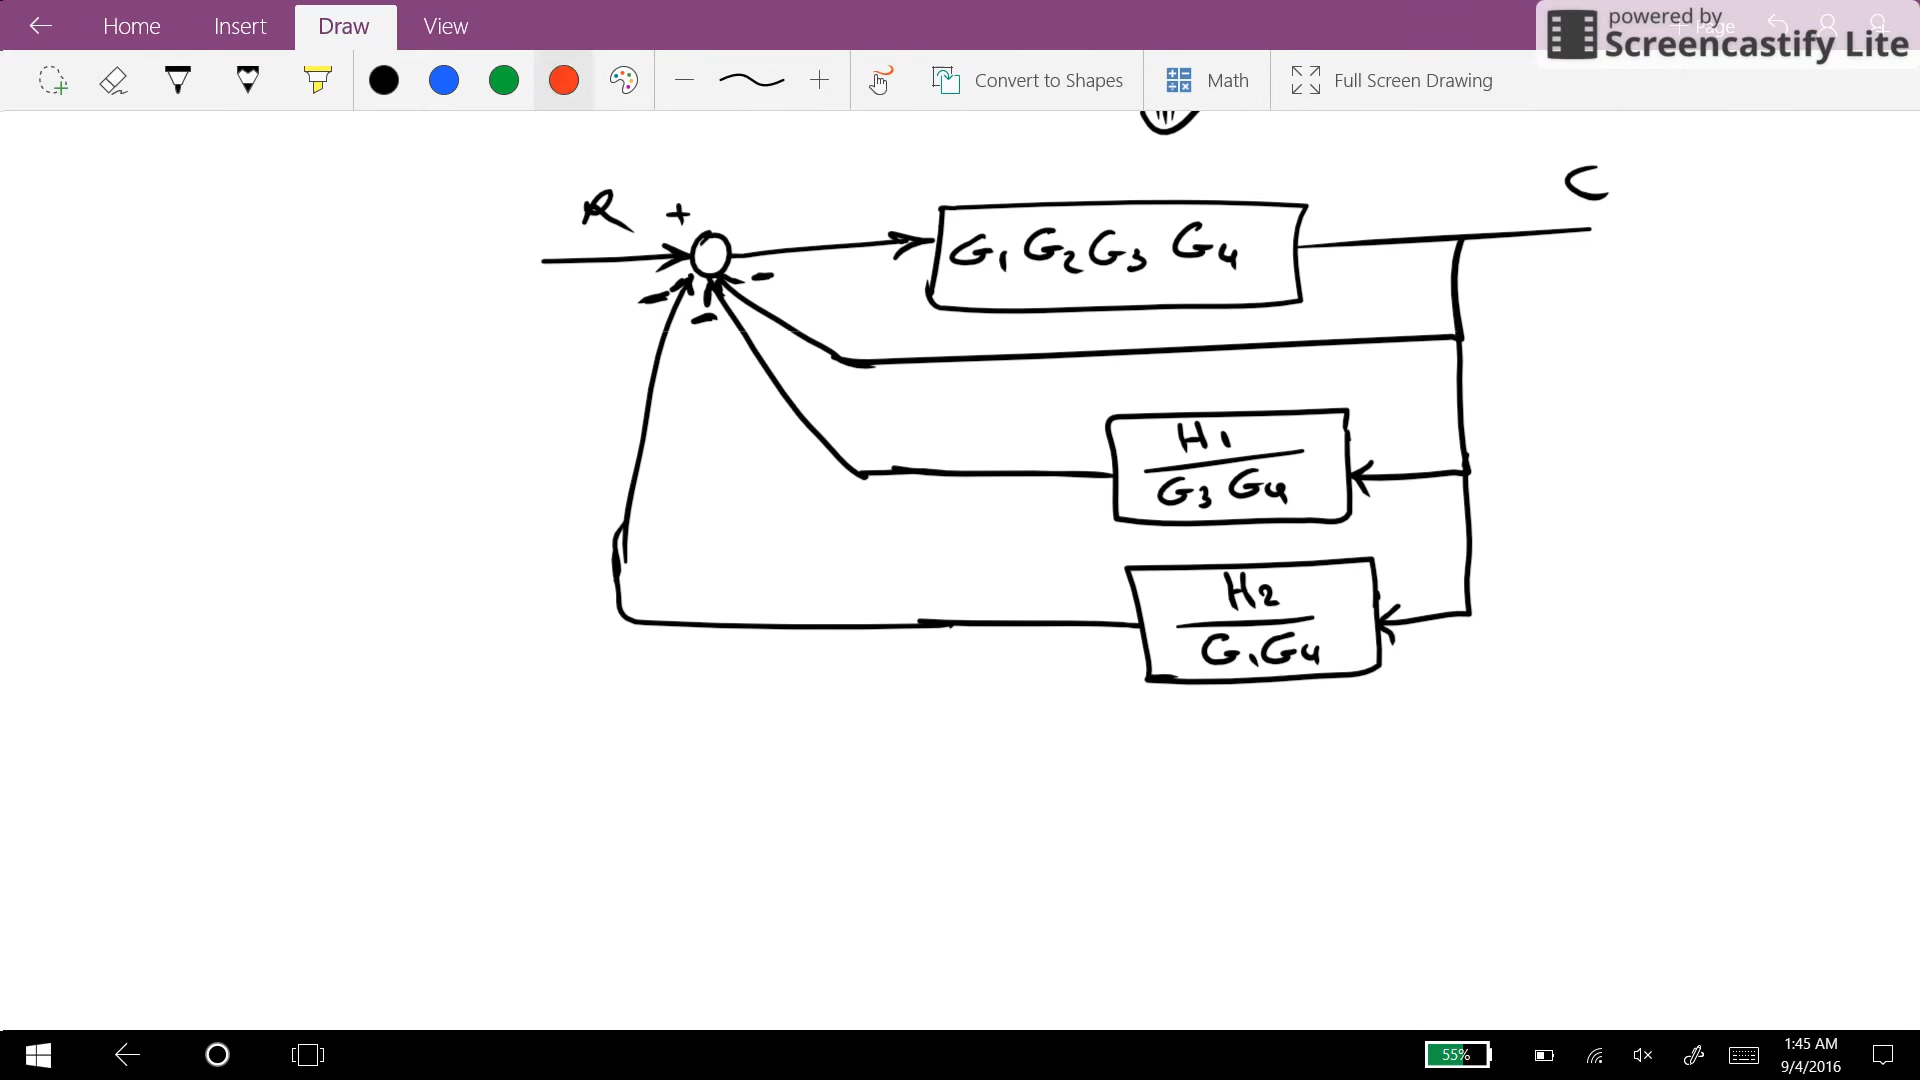 Home Insert Draw View
powered by
Screencastify Lite
Page
Convert to Shapes Math Full Screen Drawing
R + C
G1 G2 G3 G4
-
-
-
H1
G3 G4
H2
G1 G4
55%
1:45 AM
9/4/2016